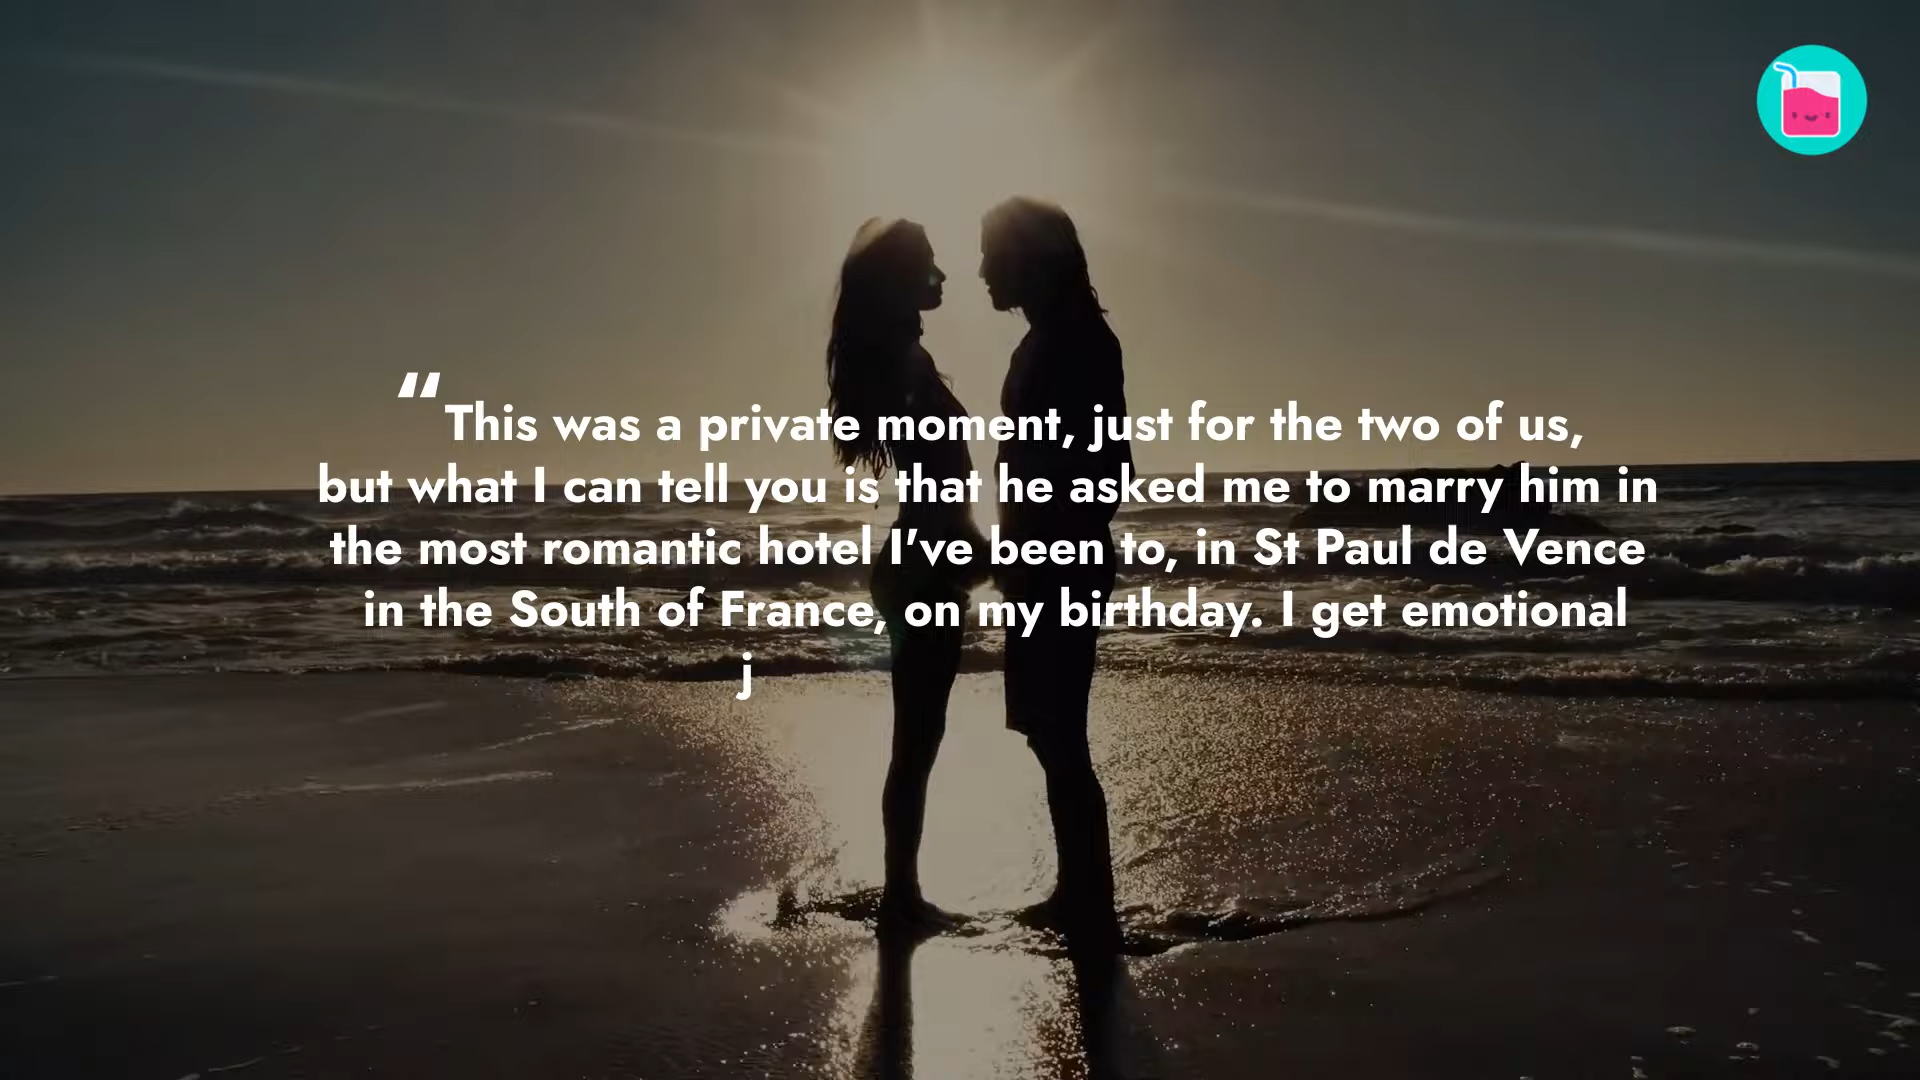 “This was a private moment, just for the two of us,
but what I can tell you is that he asked me to marry him in
the most romantic hotel I've been to, in St Paul de Vence
in the South of France, on my birthday. I get emotional
j